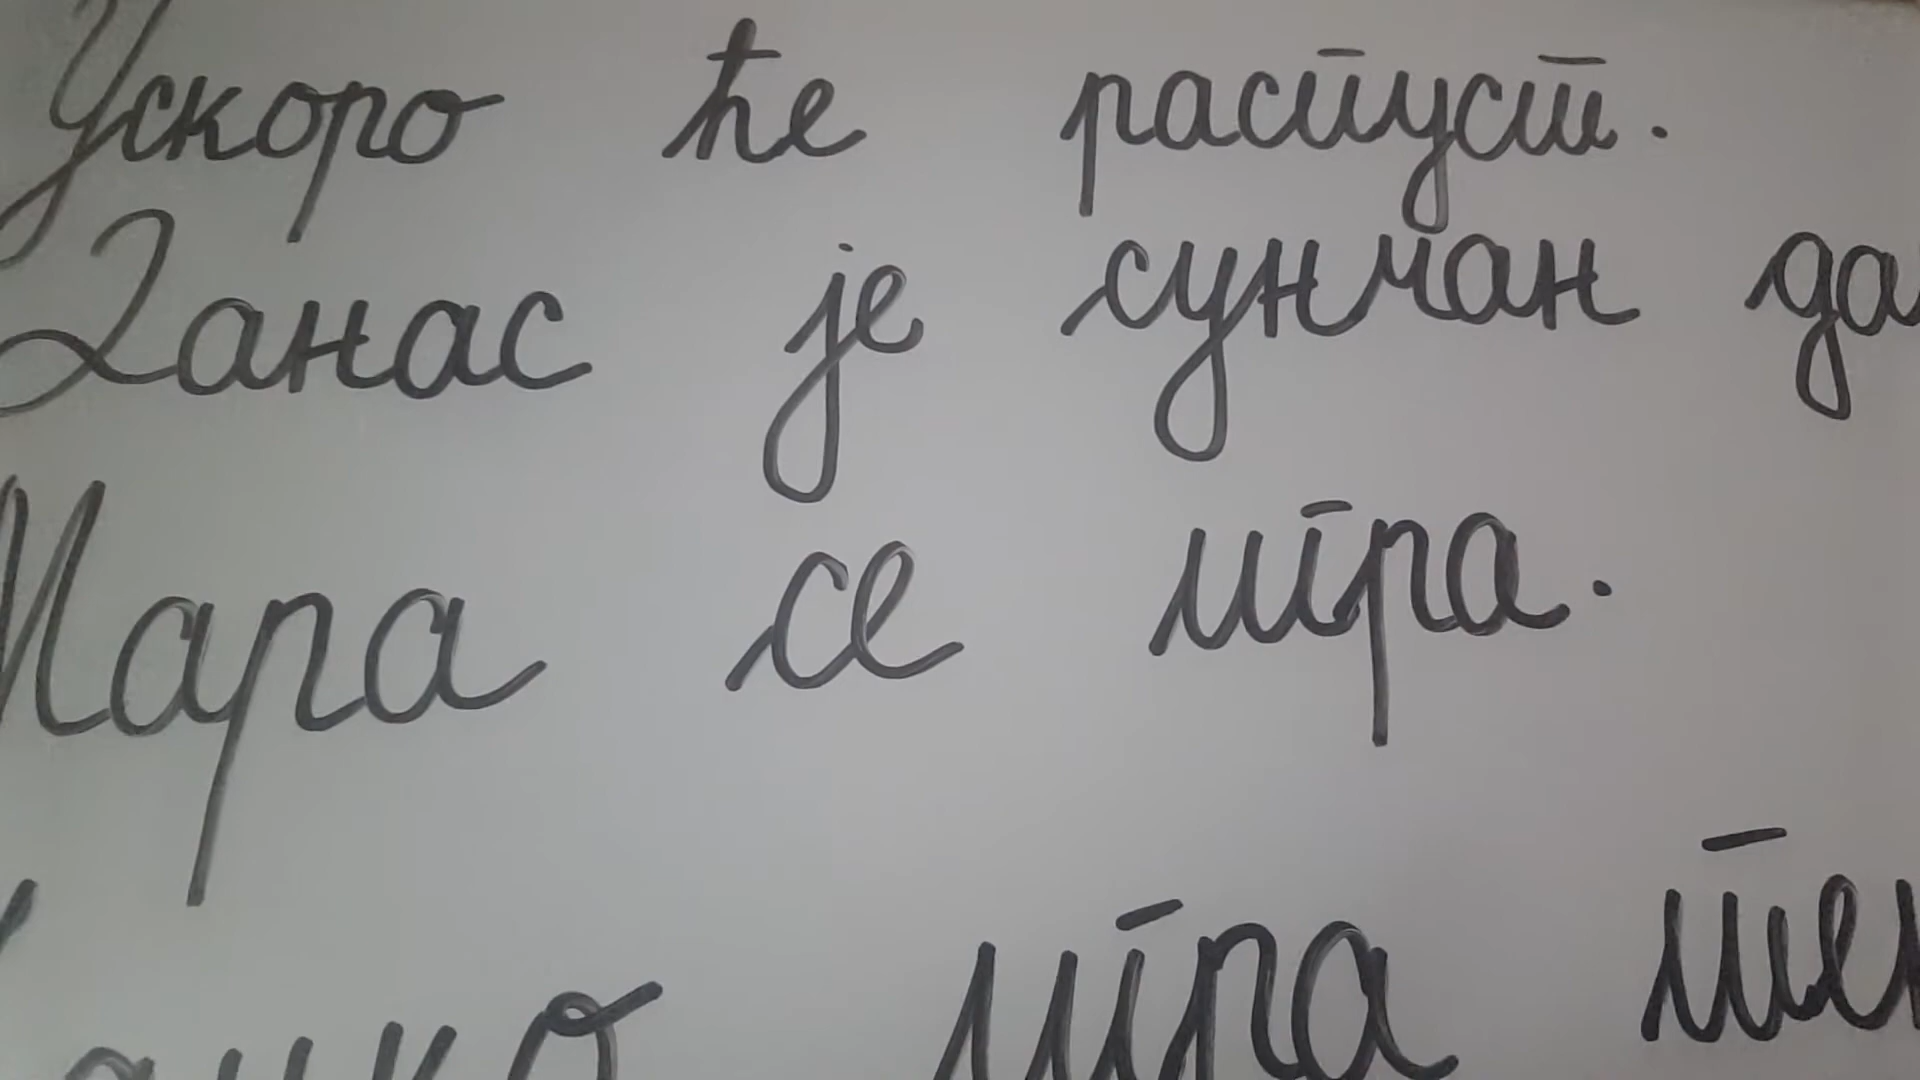 Ускоро ће распуст.
Данас је сунчан
Мара се игра.
игра